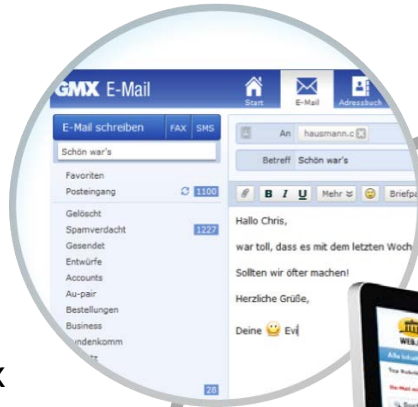 GMX E-Mail
Start E-Mail Adressbuch
E-Mail schreiben FAX SMS
An hausmann.c
Schön war's
Betreff Schön war's
Favoriten
Posteingang 1100
B I U Mehr
Gelöscht
Hallo Chris,
Spamverdacht 1227
Gesendet
war toll, dass es mit dem letzten Woch
Entwürfe
Accounts
Sollten wir öfter machen!
Au-pair
Bestellungen
Herzliche Grüße,
Business
undenkomm
Deine Evi
28
WEB.
x